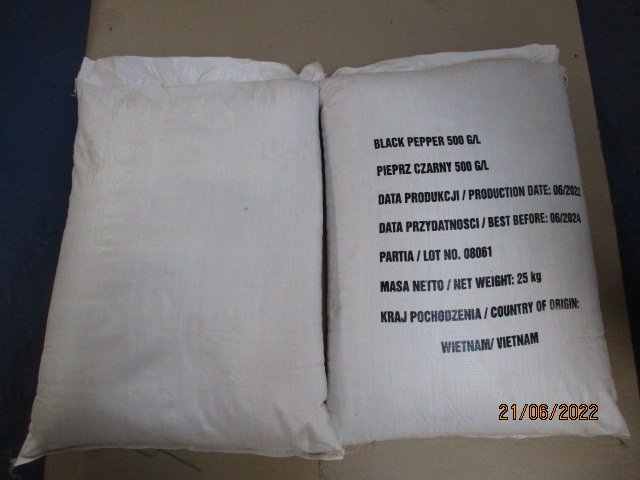 BLACK PEPPER 500 G/L
PIEPRZ CZARNY 500 G/L
DATA PRODUKCJI / PRODUCTION DATE: 06/2022
DATA PRZYDATNOSCI / BEST BEFORE: 06/2024
PARTIA / LOT NO. 08061
MASA NETTO / NET WEIGHT: 25 kg
KRAJ POCHODZENIA / COUNTRY OF ORIGIN:
WIETNAM/ VIETNAM
21/06/2022